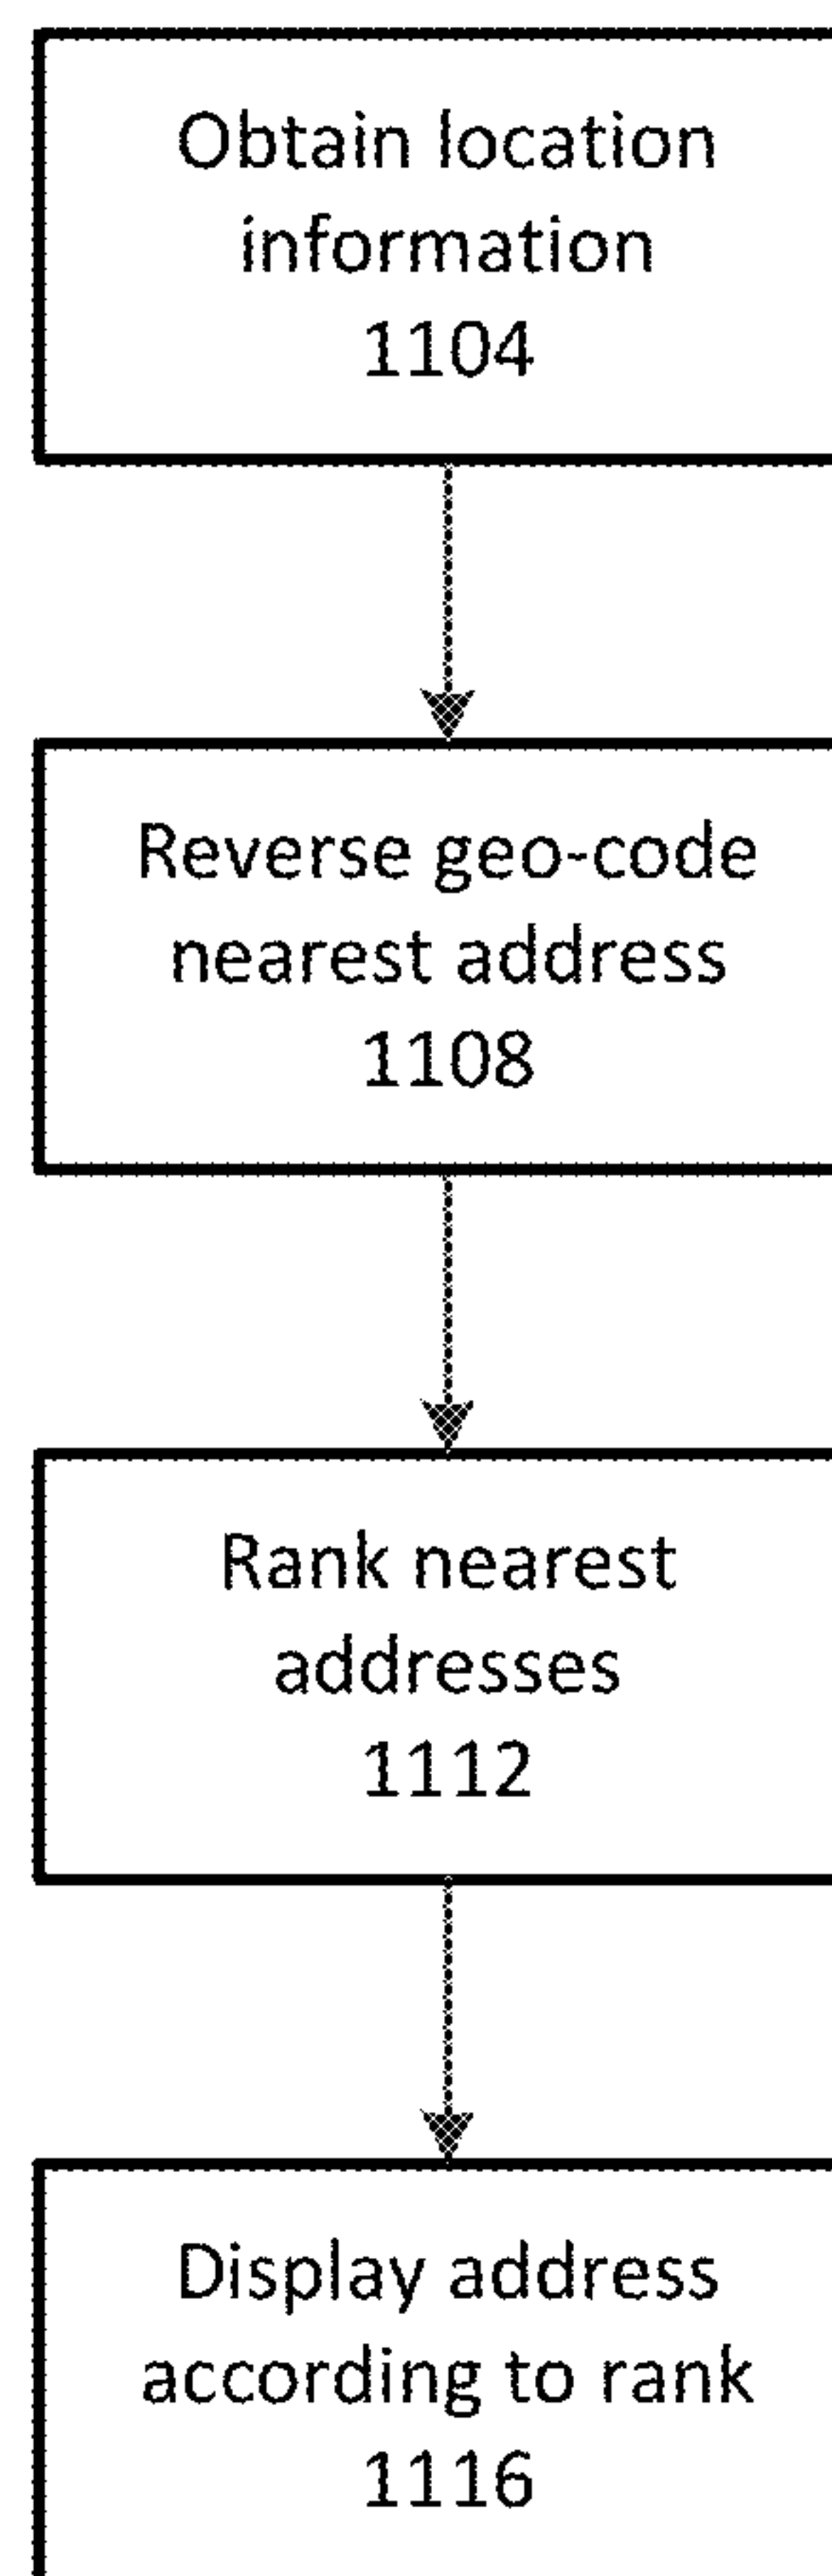 Obtain location
information
1104
Reverse geo-code
nearest address
1108
Rank nearest
addresses
1112
Display address
according to rank
1116